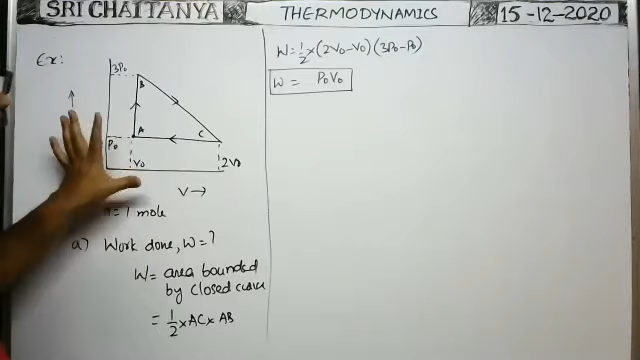 SRI CHAITANYA
THERMODYNAMICS
15-12-2020
Ex:
3P₀
B
A
C
P₀
V₀
2V₀
V→
= 1 mole
a) Work done, W=?
W= area bounded
by closed curve
= 1/2 × AC × AB
W = 1/2 × (2V₀-V₀) (3P₀-P₀)
W = P₀V₀